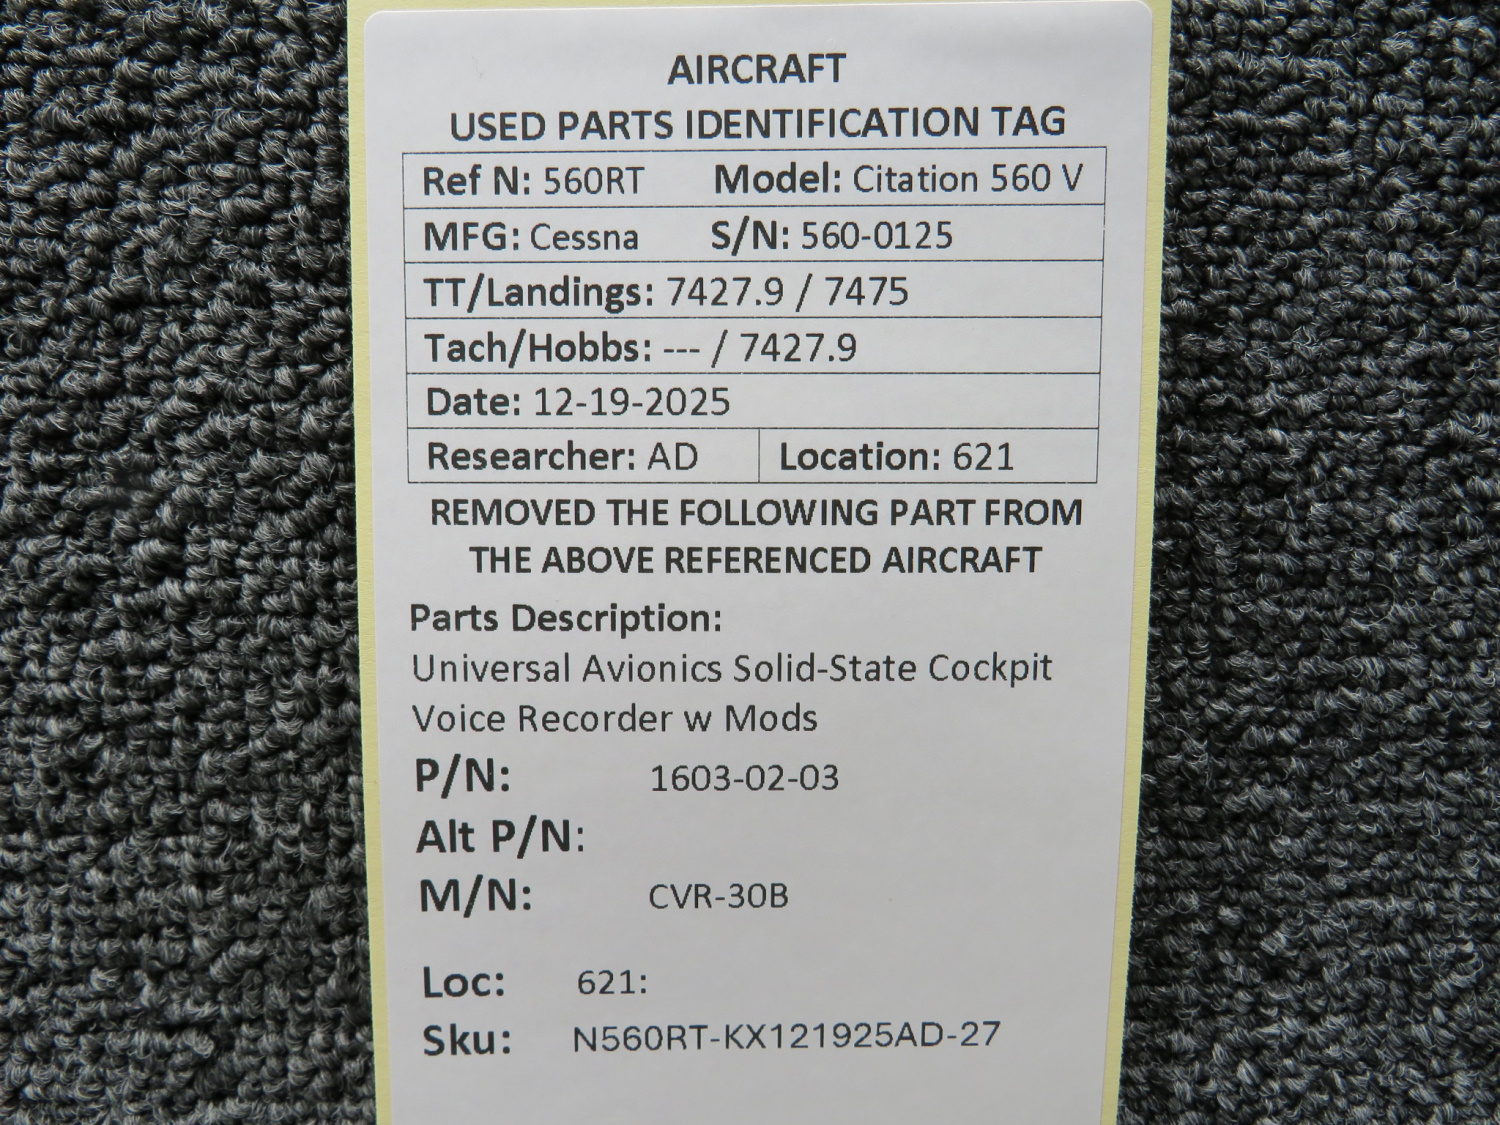 AIRCRAFT
USED PARTS IDENTIFICATION TAG
Ref N: 560RT Model: Citation 560 V
MFG: Cessna S/N: 560-0125
TT/Landings: 7427.9 / 7475
Tach/Hobbs: --- / 7427.9
Date: 12-19-2025
Researcher: AD Location: 621
REMOVED THE FOLLOWING PART FROM
THE ABOVE REFERENCED AIRCRAFT
Parts Description:
Universal Avionics Solid-State Cockpit
Voice Recorder w Mods
P/N: 1603-02-03
Alt P/N:
M/N: CVR-30B
Loc: 621:
Sku: N560RT-KX121925AD-27